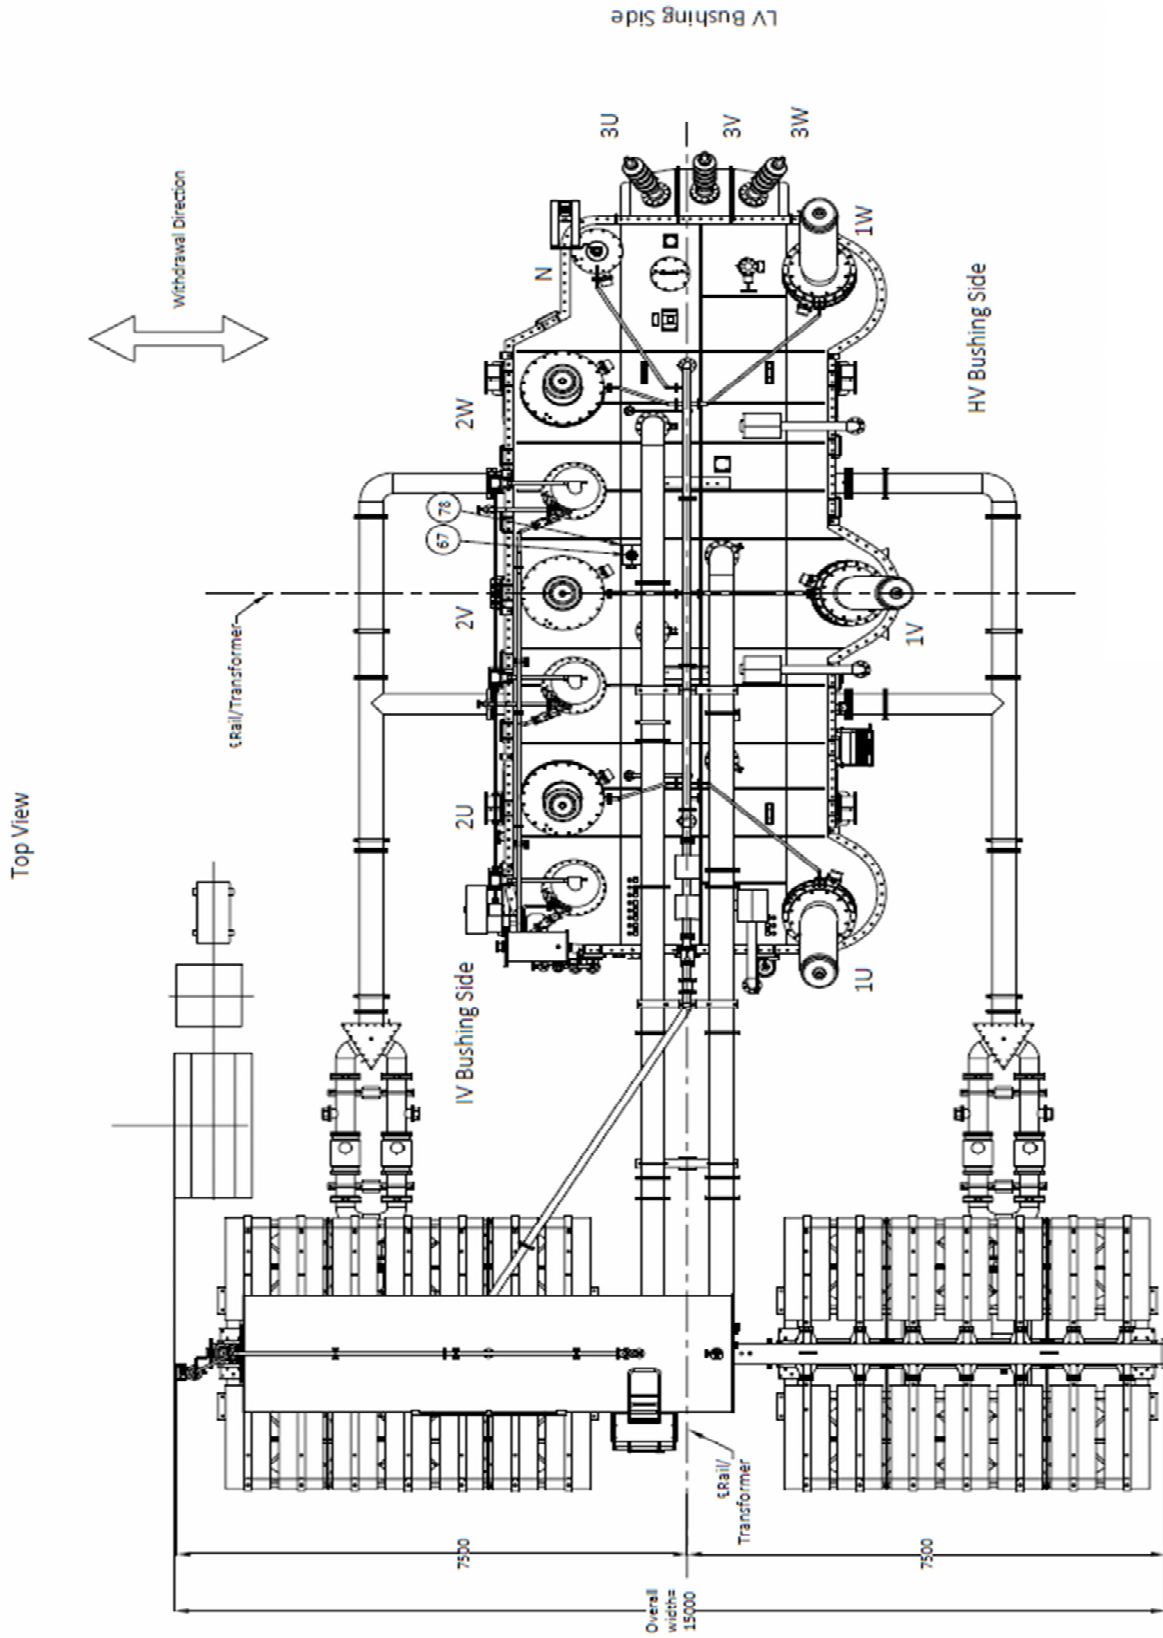 Top View
Withdrawal Direction
LV Bushing Side
℄Rail/Transformer
3U
3V
3W
N
2W
2V
2U
67
78
1W
1V
1U
HV Bushing Side
IV Bushing Side
℄Rail/
Transformer
7500
7500
Overall
width=
15000